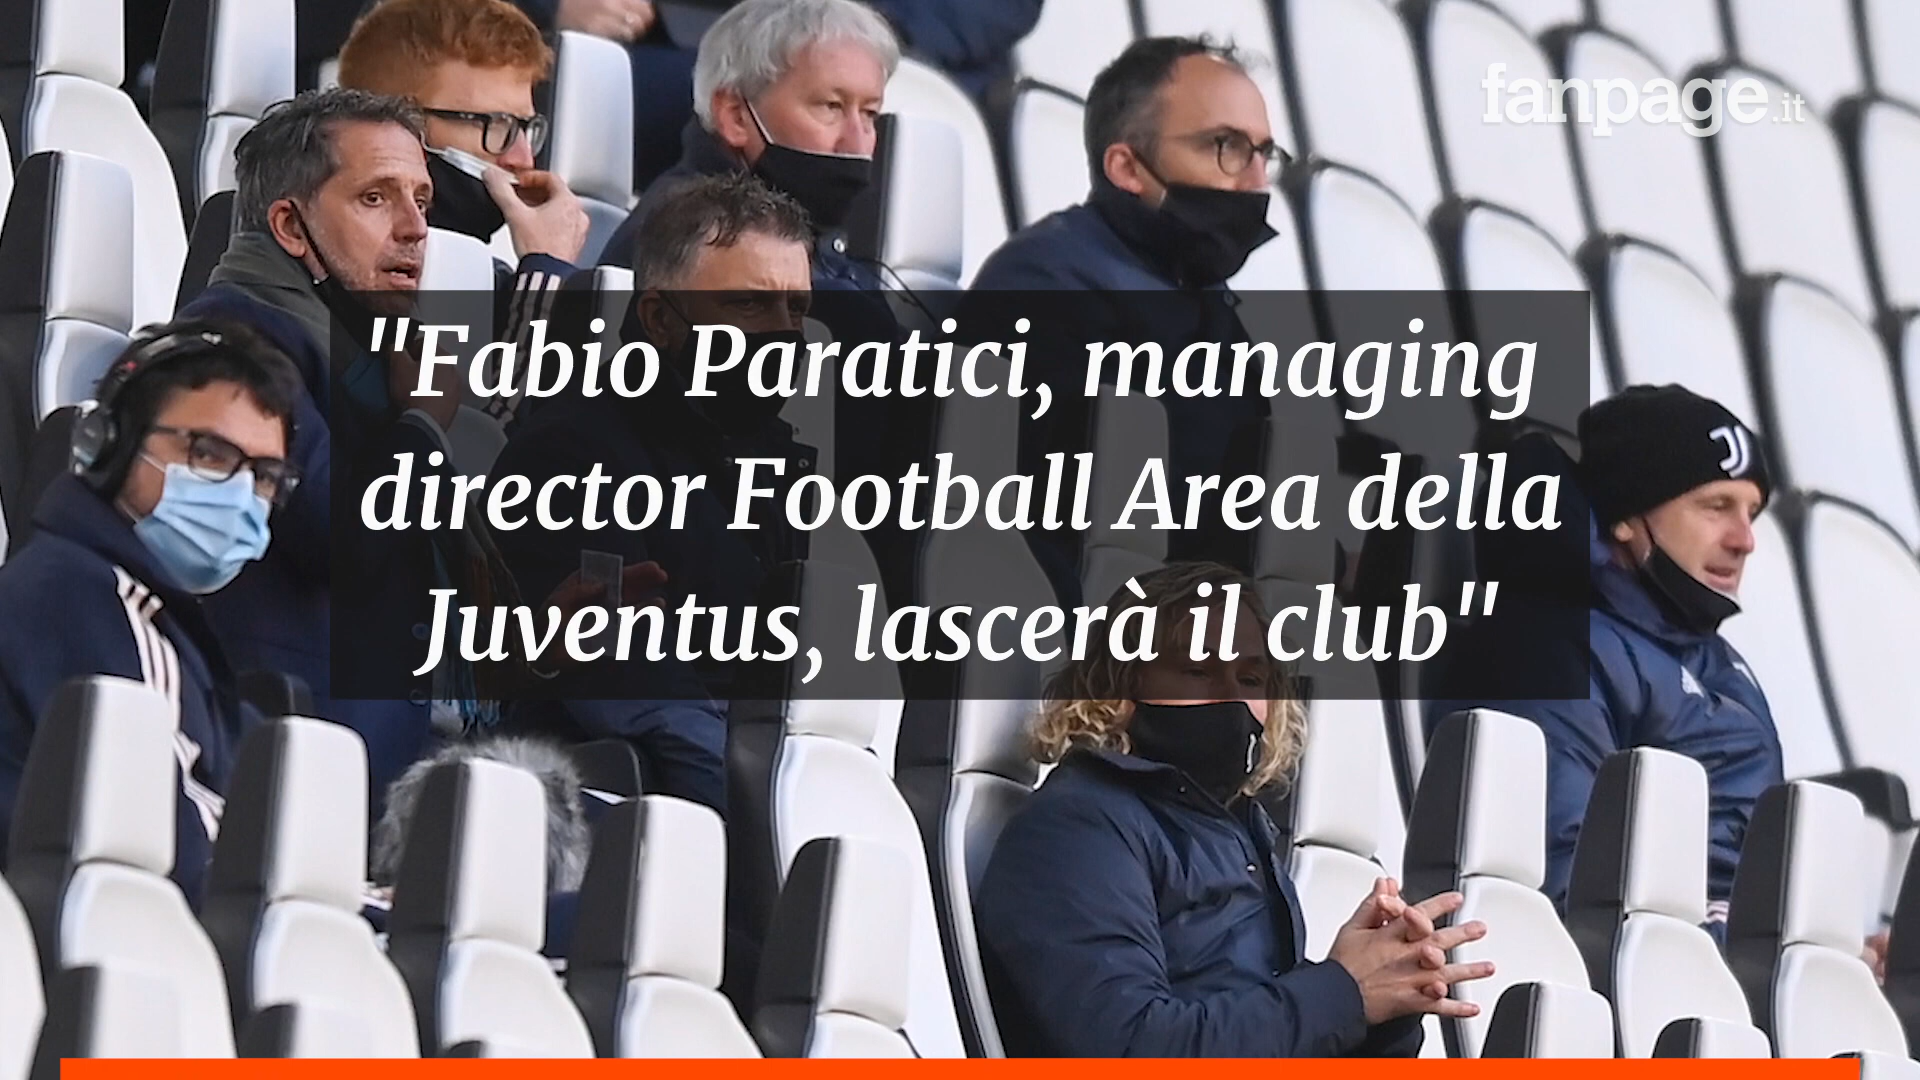 fanpage.it
"Fabio Paratici, managing
director Football Area della
Juventus, lascerà il club"